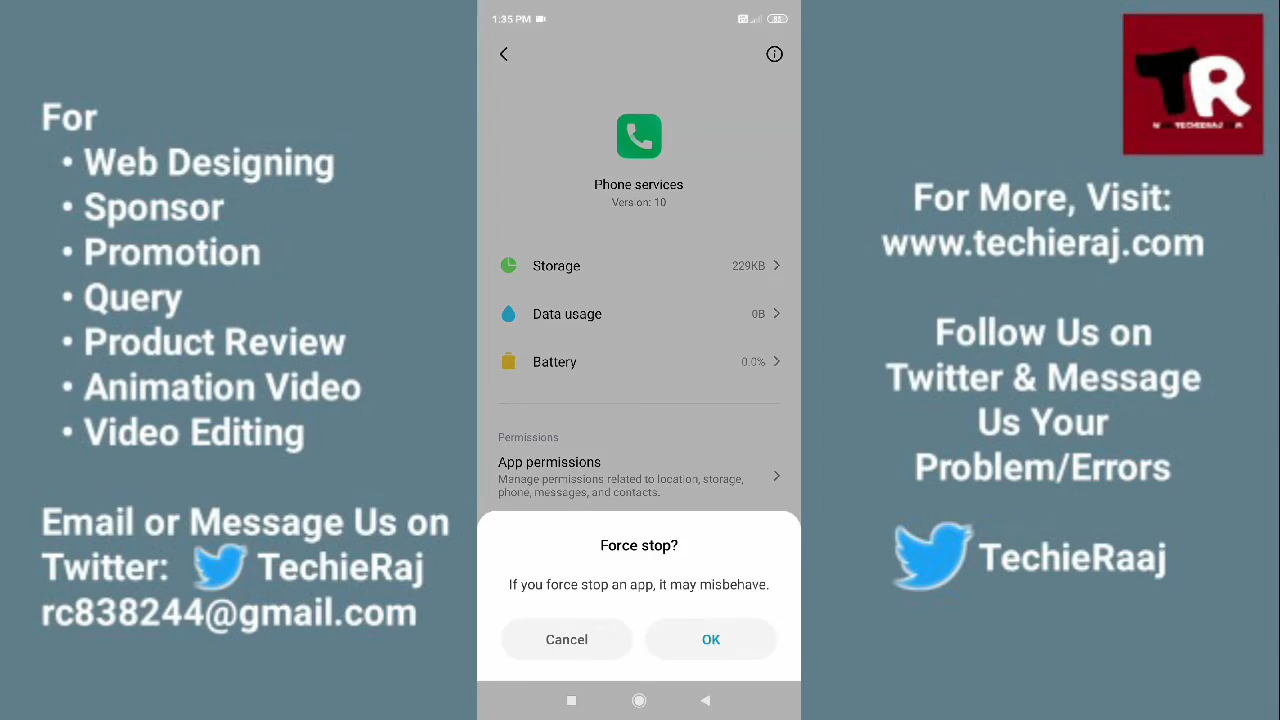 For
• Web Designing
• Sponsor
• Promotion
• Query
• Product Review
• Animation Video
• Video Editing
Email or Message Us on
Twitter: TechieRaj
rc838244@gmail.com
1:35 PM
Phone services
Version: 10
Storage 229KB
Data usage 0B
Battery 0.0%
Permissions
App permissions
Manage permissions related to location, storage,
phone, messages, and contacts.
Force stop?
If you force stop an app, it may misbehave.
Cancel OK
TR
For More, Visit:
www.techieraj.com
Follow Us on
Twitter & Message
Us Your
Problem/Errors
TechieRaaj